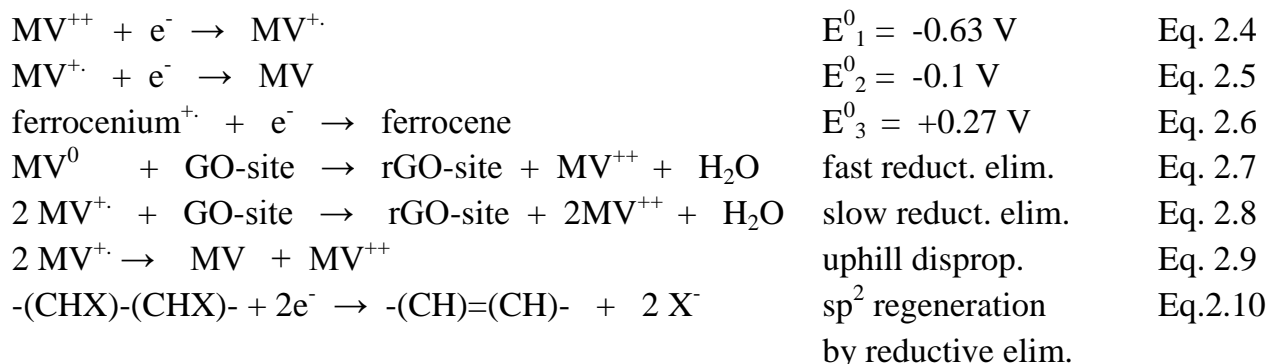 MV⁺⁺ + e⁻ → MV⁺· E⁰₁ = -0.63 V Eq. 2.4
MV⁺· + e⁻ → MV E⁰₂ = -0.1 V Eq. 2.5
ferrocenium⁺· + e⁻ → ferrocene E⁰₃ = +0.27 V Eq. 2.6
MV⁰ + GO-site → rGO-site + MV⁺⁺ + H₂O fast reduct. elim. Eq. 2.7
2 MV⁺· + GO-site → rGO-site + 2MV⁺⁺ + H₂O slow reduct. elim. Eq. 2.8
2 MV⁺· → MV + MV⁺⁺ uphill disprop. Eq. 2.9
-(CHX)-(CHX)- + 2e⁻ → -(CH)=(CH)- + 2 X⁻ sp² regeneration Eq.2.10
by reductive elim.